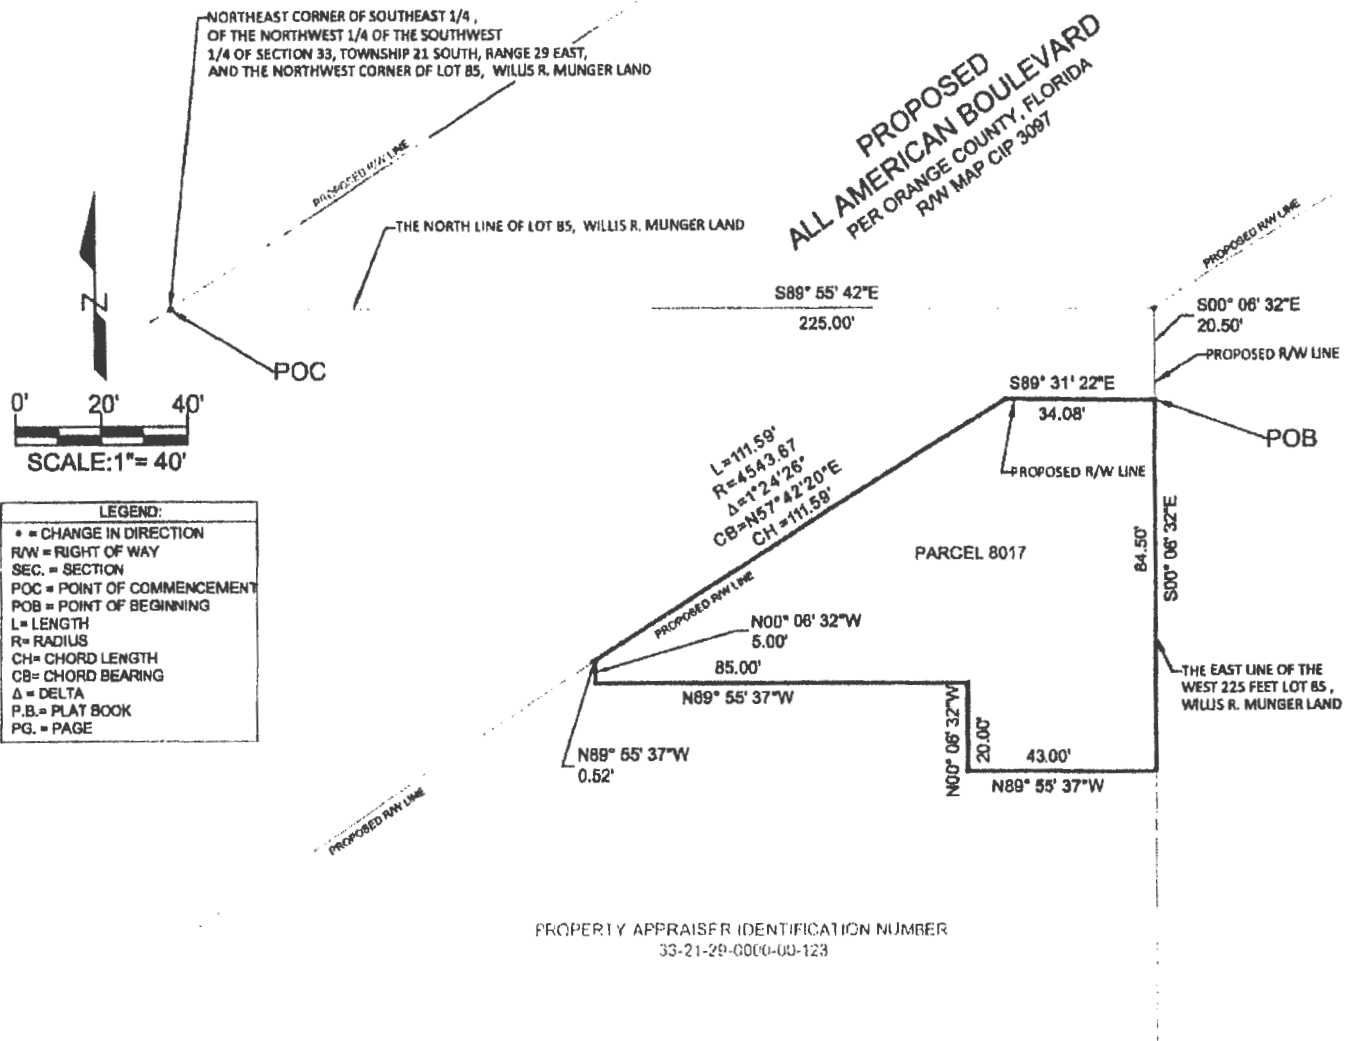 NORTHEAST CORNER OF SOUTHEAST 1/4 ,
OF THE NORTHWEST 1/4 OF THE SOUTHWEST
1/4 OF SECTION 33, TOWNSHIP 21 SOUTH, RANGE 29 EAST,
AND THE NORTHWEST CORNER OF LOT 85, WILLIS R. MUNGER LAND
PROPOSED R/W LINE
PROPOSED
ALL AMERICAN BOULEVARD
PER ORANGE COUNTY, FLORIDA
R/W MAP CIP 3097
THE NORTH LINE OF LOT 85, WILLIS R. MUNGER LAND
PROPOSED R/W LINE
N
S89° 55' 42"E
225.00'
S00° 06' 32"E
20.50'
PROPOSED R/W LINE
POC
S89° 31' 22"E
34.08'
POB
PROPOSED R/W LINE
0' 20' 40'
SCALE:1"= 40'
L=111.59'
R=4543.67
Δ=1°24'26"
CB=N57°42'20"E
CH =111.59'
LEGEND:
• = CHANGE IN DIRECTION
R/W = RIGHT OF WAY
SEC. = SECTION
POC = POINT OF COMMENCEMENT
POB = POINT OF BEGINNING
L= LENGTH
R= RADIUS
CH= CHORD LENGTH
CB= CHORD BEARING
Δ = DELTA
P.B.= PLAT BOOK
PG. = PAGE
PARCEL 8017
84.50'
S00° 06' 32"E
PROPOSED R/W LINE
N00° 06' 32"W
5.00'
85.00'
N89° 55' 37"W
THE EAST LINE OF THE
WEST 225 FEET LOT 85 ,
WILLIS R. MUNGER LAND
N00° 06' 32"W
20.00'
N89° 55' 37"W
0.52'
43.00'
N89° 55' 37"W
PROPOSED R/W LINE
PROPERTY APPRAISER IDENTIFICATION NUMBER
33-21-29-0000-00-123